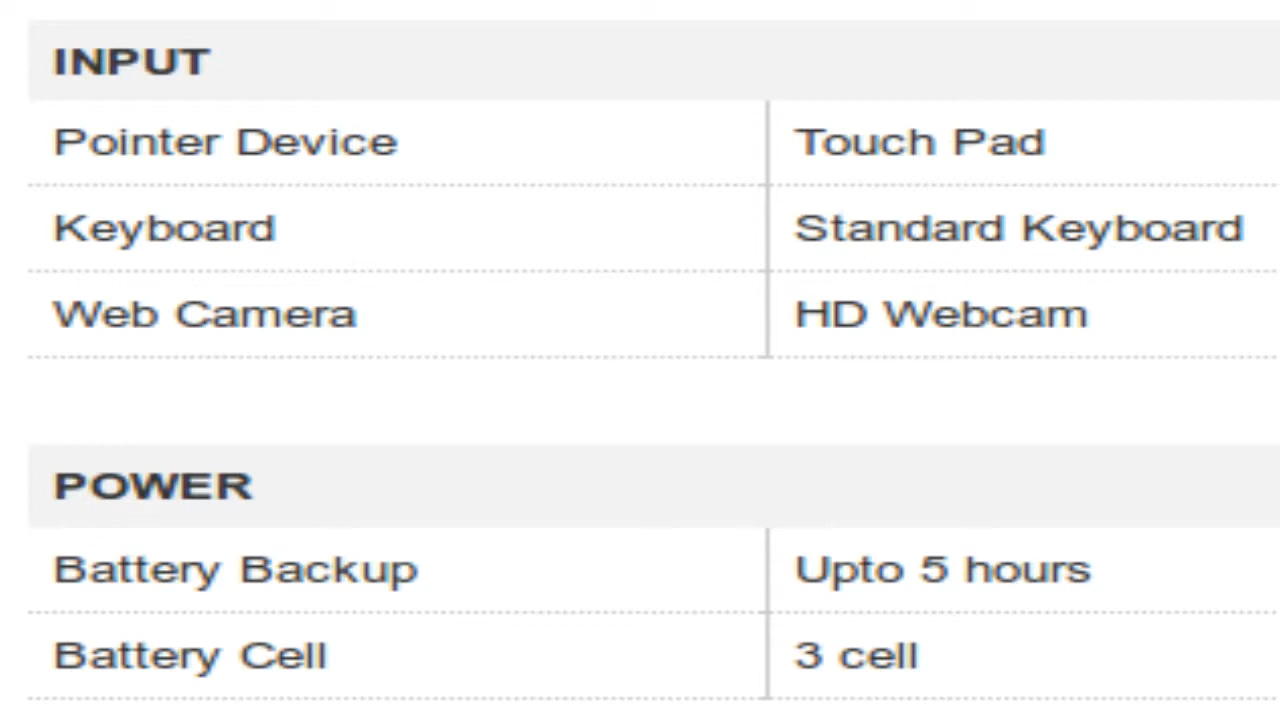 INPUT
Pointer Device Touch Pad
Keyboard Standard Keyboard
Web Camera HD Webcam
POWER
Battery Backup Upto 5 hours
Battery Cell 3 cell